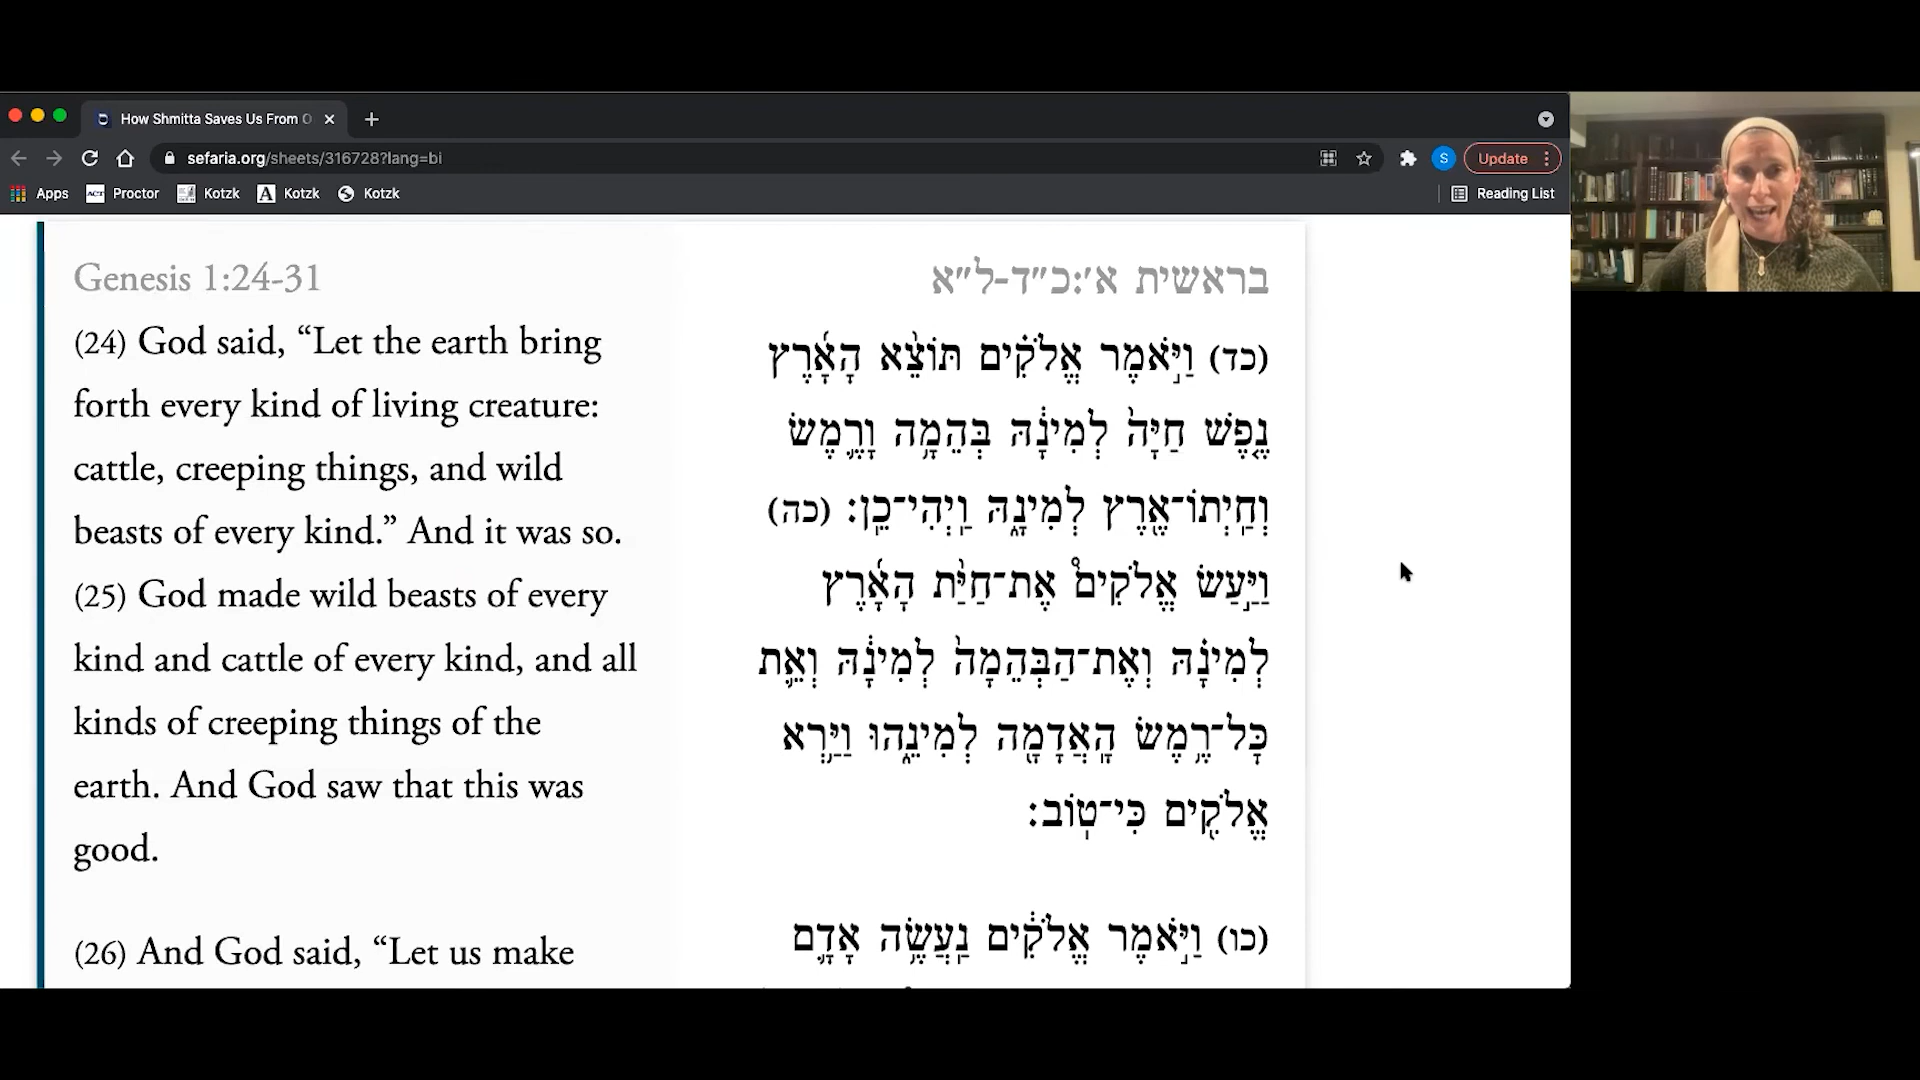 How Shmitta Saves Us From O
sefaria.org/sheets/316728?lang=bi
S
Update
Apps
ACT Proctor
Kotzk
A Kotzk
Kotzk
Reading List
Genesis 1:24-31
(24) God said, “Let the earth bring
forth every kind of living creature:
cattle, creeping things, and wild
beasts of every kind.” And it was so.
(25) God made wild beasts of every
kind and cattle of every kind, and all
kinds of creeping things of the
earth. And God saw that this was
good.
(26) And God said, “Let us make
בראשית א׳:כ״ד-ל״א
(כד) וַיֹּ֣אמֶר אֱלֹקִ֗ים תּוֹצֵ֨א הָאָ֜רֶץ
נֶ֤פֶשׁ חַיָּה֙ לְמִינָ֔הּ בְּהֵמָ֥ה וָרֶ֛מֶשׂ
וְחַֽיְתוֹ־אֶ֖רֶץ לְמִינָ֑הּ וַֽיְהִי־כֵֽן׃ (כה)
וַיַּ֣עַשׂ אֱלֹקִים֩ אֶת־חַיַּ֨ת הָאָ֜רֶץ
לְמִינָ֗הּ וְאֶת־הַבְּהֵמָה֙ לְמִינָ֔הּ וְאֵ֛ת
כׇּל־רֶ֥מֶשׂ הָֽאֲדָמָ֖ה לְמִינֵ֑הוּ וַיַּ֥רְא
אֱלֹקִ֖ים כִּי־טֽוֹב׃
(כו) וַיֹּ֣אמֶר אֱלֹקִ֔ים נַֽעֲשֶׂ֥ה אָדָ֛ם